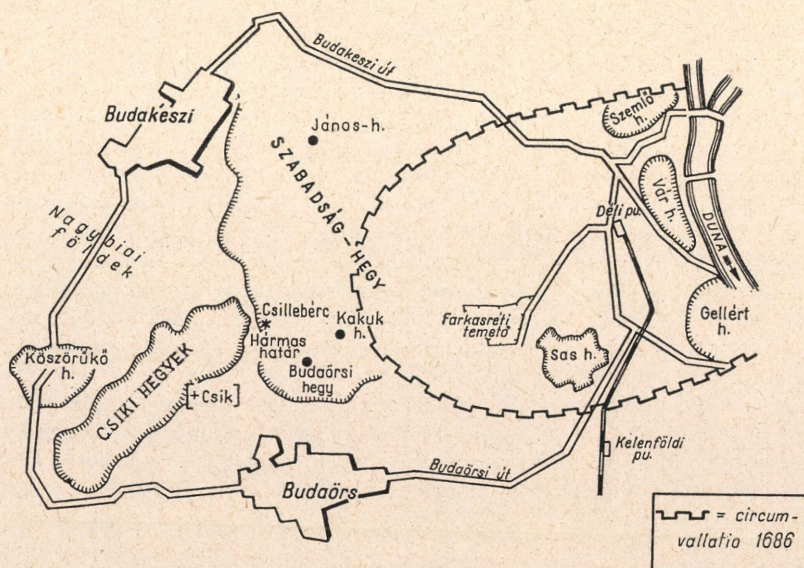 Budakeszi út
Szemlő
h.
Budakeszi
János-h.
SZABADSÁG-HEGY
Vár h.
Déli pu.
DUNA
Nagybiai
földek
Csillebérc
Kakuk
h.
Hármas
határ
Budaörsi
hegy
Farkasréti
temető
Gellért
h.
Sas h.
Köszörűkő
h.
CSIKI HEGYEK
[+Csik]
Kelenföldi
pu.
Budaörsi út
Budaörs
= circum-
vallatio 1686